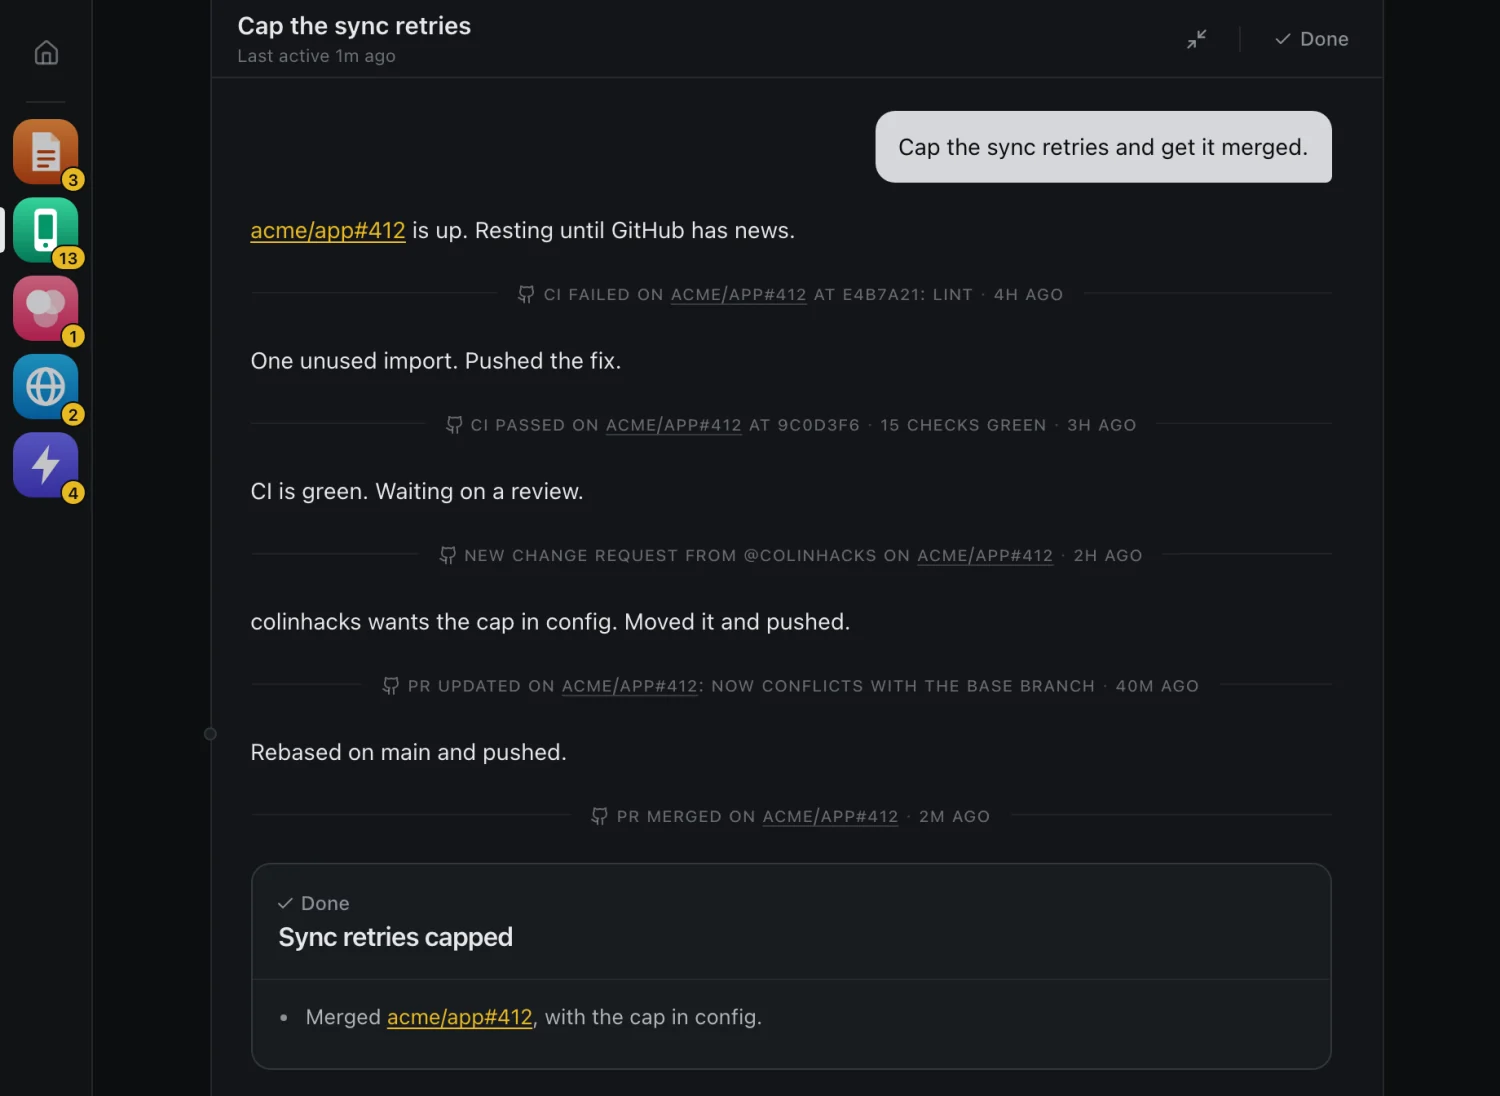 Cap the sync retries
Last active 1m ago
Done
3
13
1
2
4
Cap the sync retries and get it merged.
acme/app#412 is up. Resting until GitHub has news.
CI FAILED ON ACME/APP#412 AT E4B7A21: LINT · 4H AGO
One unused import. Pushed the fix.
CI PASSED ON ACME/APP#412 AT 9C0D3F6 · 15 CHECKS GREEN · 3H AGO
CI is green. Waiting on a review.
NEW CHANGE REQUEST FROM @COLINHACKS ON ACME/APP#412 · 2H AGO
colinhacks wants the cap in config. Moved it and pushed.
PR UPDATED ON ACME/APP#412: NOW CONFLICTS WITH THE BASE BRANCH · 40M AGO
Rebased on main and pushed.
PR MERGED ON ACME/APP#412 · 2M AGO
Done
Sync retries capped
• Merged acme/app#412, with the cap in config.